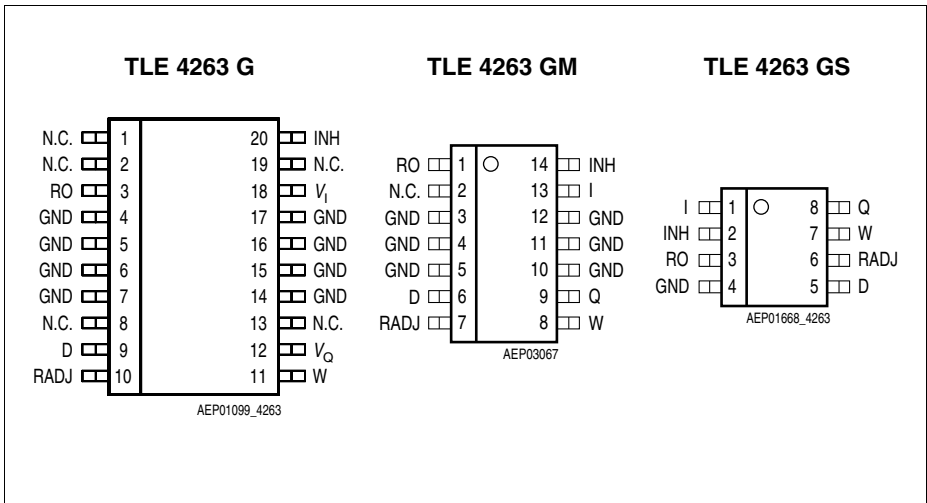 TLE 4263 G
N.C. 1 20 INH
N.C. 2 19 N.C.
RO 3 18 VI
GND 4 17 GND
GND 5 16 GND
GND 6 15 GND
GND 7 14 GND
N.C. 8 13 N.C.
D 9 12 VQ
RADJ 10 11 W
AEP01099_4263
TLE 4263 GM
RO 1 14 INH
N.C. 2 13 I
GND 3 12 GND
GND 4 11 GND
GND 5 10 GND
D 6 9 Q
RADJ 7 8 W
AEP03067
TLE 4263 GS
I 1 8 Q
INH 2 7 W
RO 3 6 RADJ
GND 4 5 D
AEP01668_4263